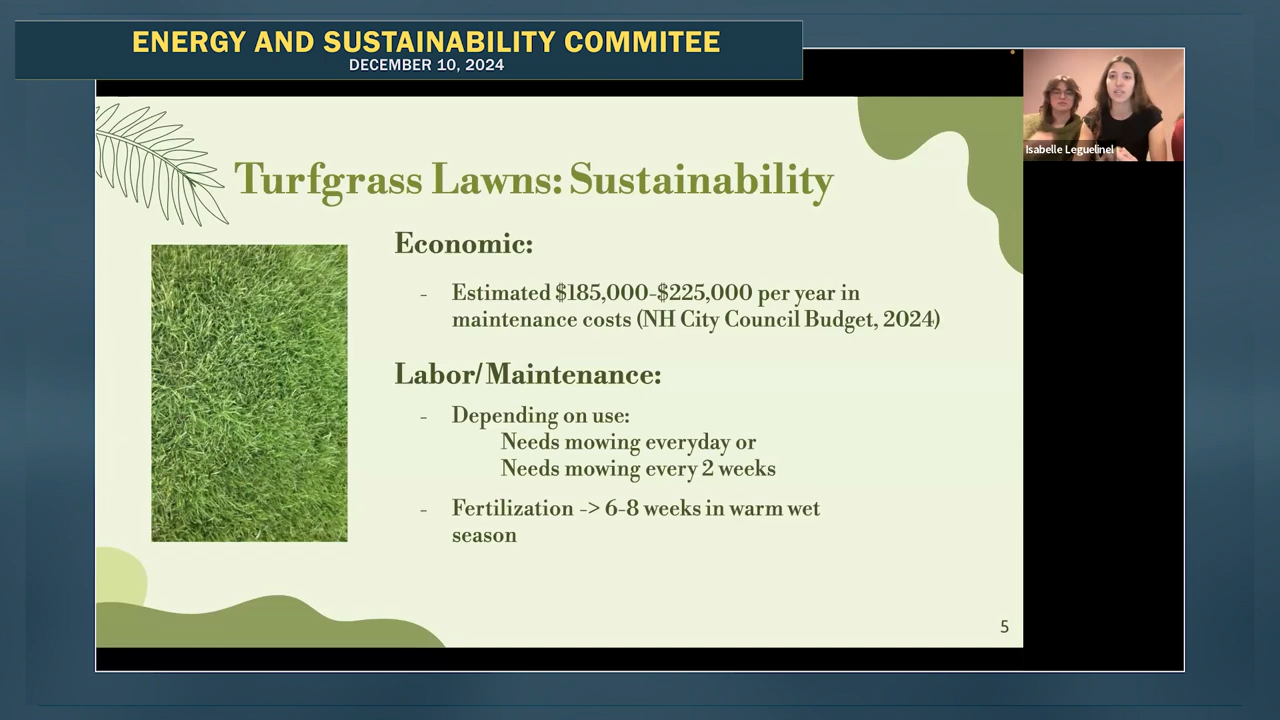 ENERGY AND SUSTAINABILITY COMMITEE
DECEMBER 10, 2024
Isabelle Leguelinel
Turfgrass Lawns: Sustainability
Economic:
- Estimated $185,000-$225,000 per year in
maintenance costs (NH City Council Budget, 2024)
Labor/Maintenance:
- Depending on use:
Needs mowing everyday or
Needs mowing every 2 weeks
- Fertilization -> 6-8 weeks in warm wet
season
5